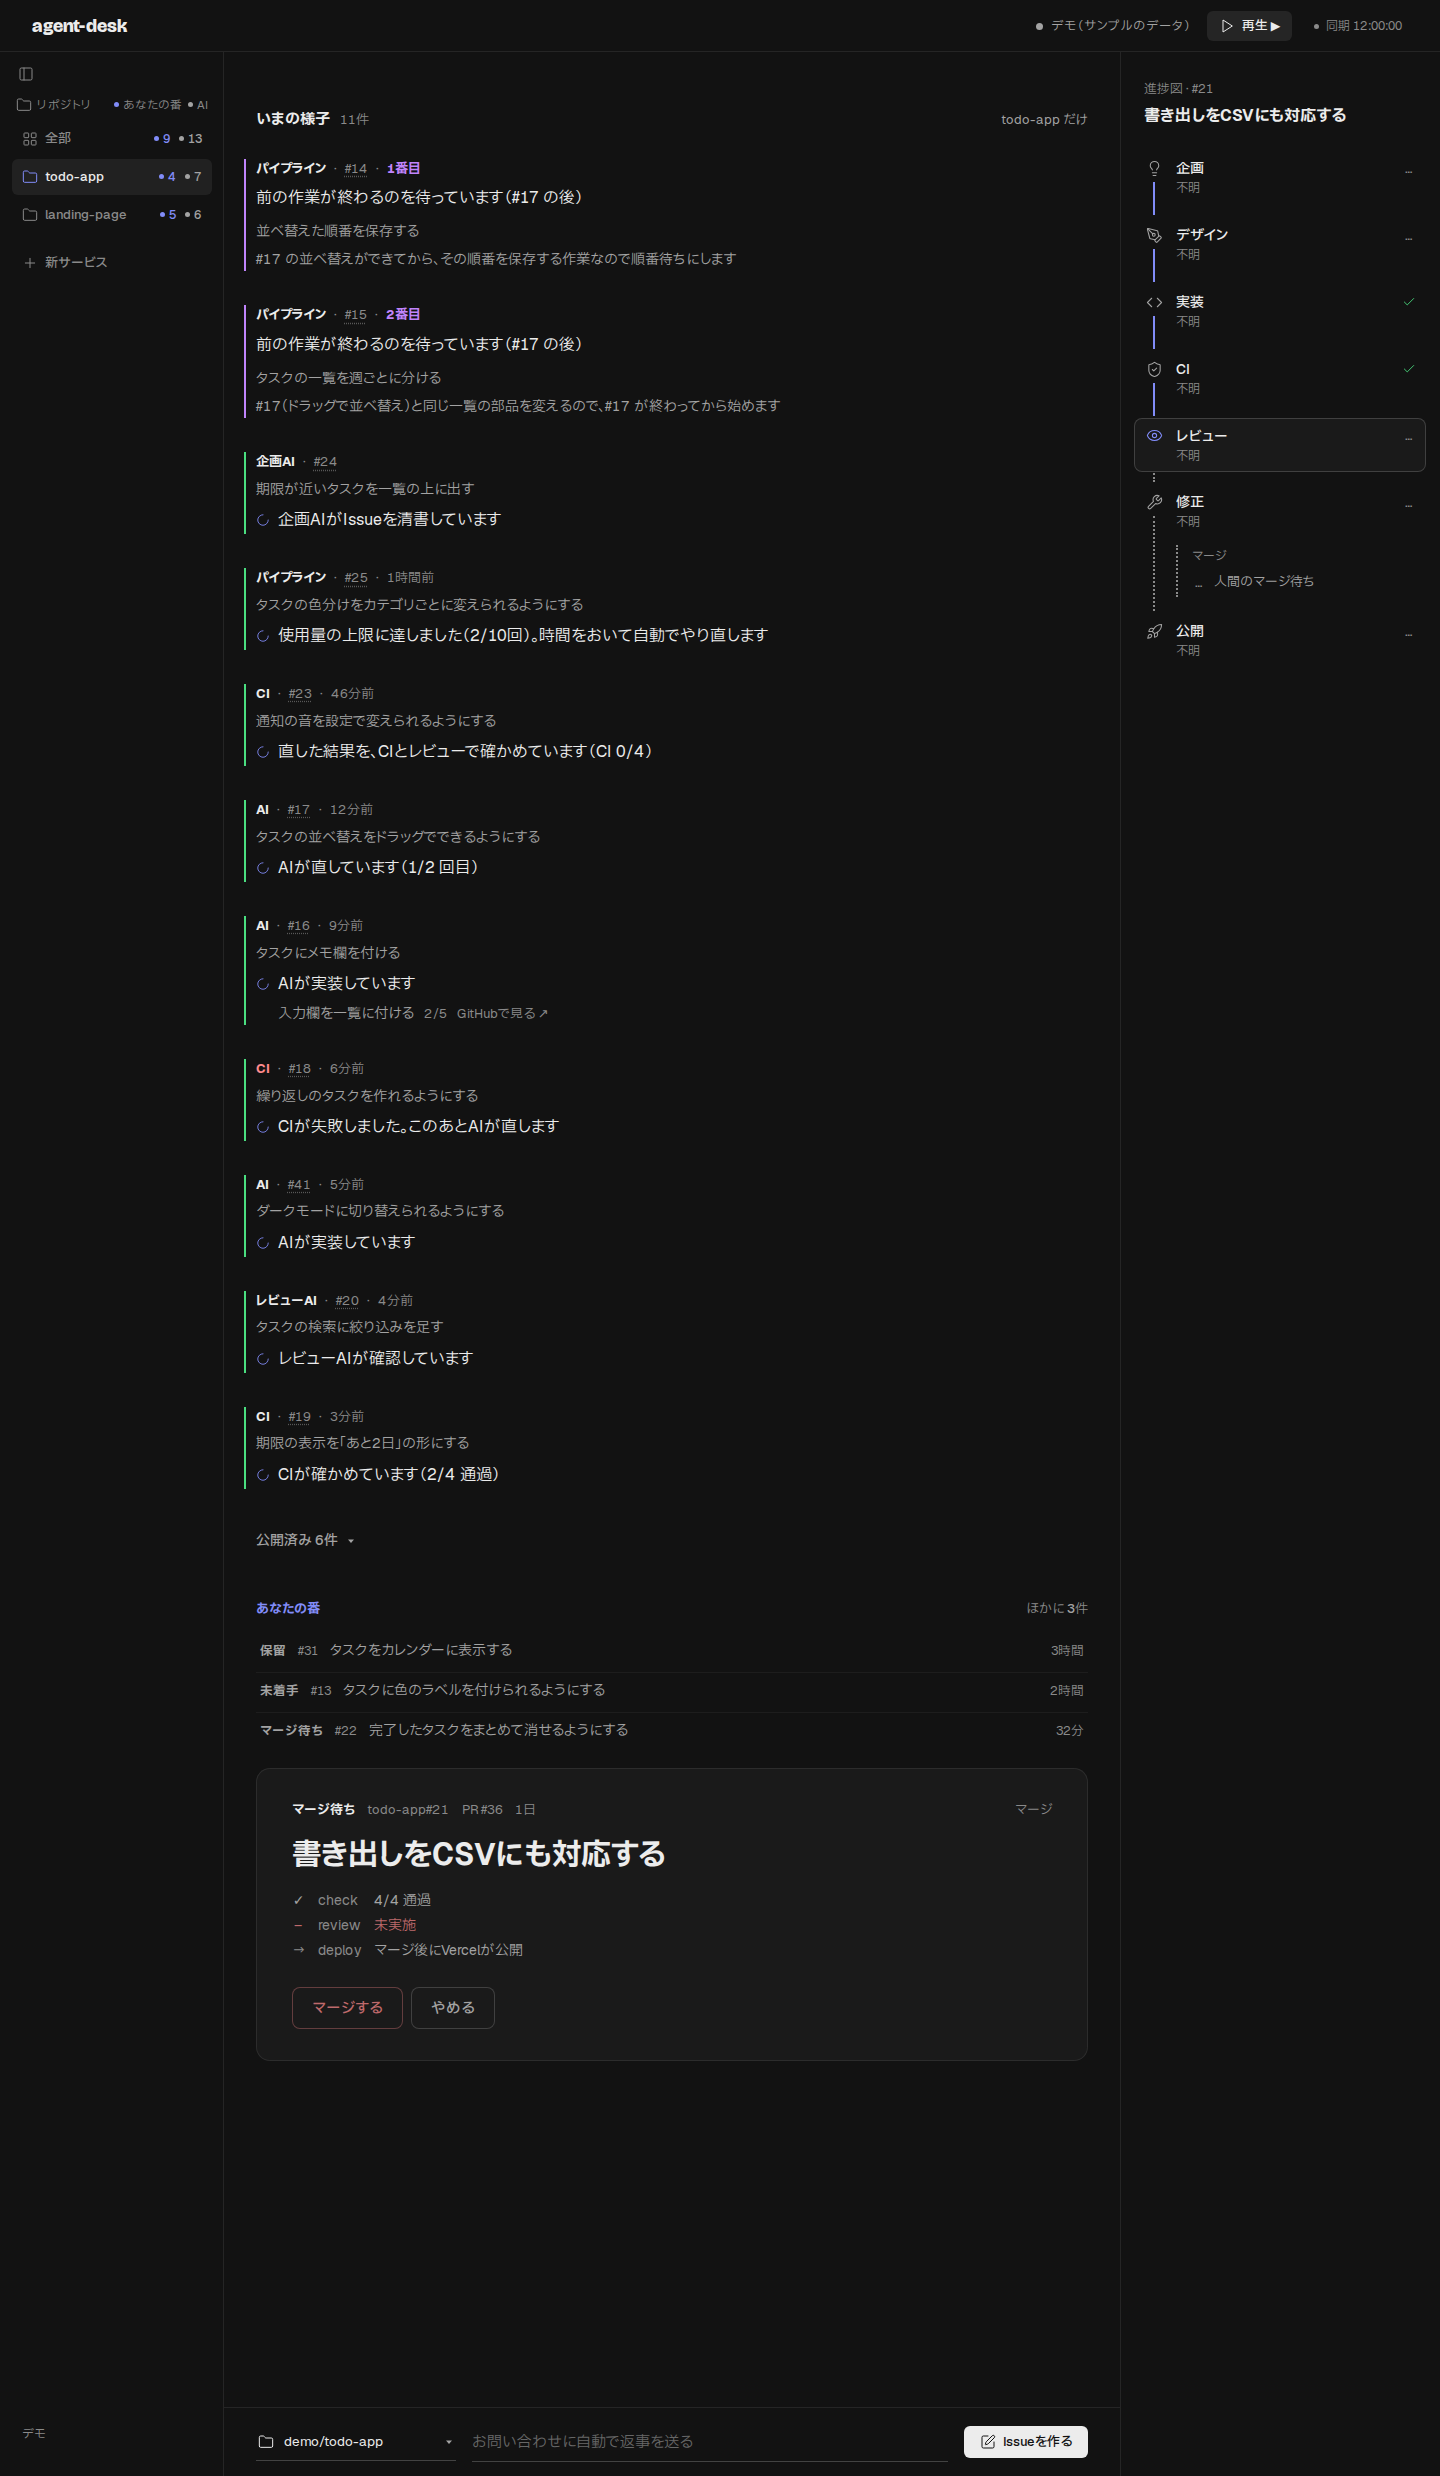 agent-desk
デモ（サンプルのデータ）
再生 ▶
同期 12:00:00
リポジトリ
あなたの番
AI
全部
9
13
todo-app
4
7
landing-page
5
6
新サービス
デモ
いまの様子 11件
todo-app だけ
パイプライン · #14 · 1番目
前の作業が終わるのを待っています（#17 の後）
並べ替えた順番を保存する
#17 の並べ替えができてから、その順番を保存する作業なので順番待ちにします
パイプライン · #15 · 2番目
前の作業が終わるのを待っています（#17 の後）
タスクの一覧を週ごとに分ける
#17（ドラッグで並べ替え）と同じ一覧の部品を変えるので、#17 が終わってから始めます
企画AI · #24
期限が近いタスクを一覧の上に出す
企画AIがIssueを清書しています
パイプライン · #25 · 1時間前
タスクの色分けをカテゴリごとに変えられるようにする
使用量の上限に達しました（2/10回）。時間をおいて自動でやり直します
CI · #23 · 46分前
通知の音を設定で変えられるようにする
直した結果を、CIとレビューで確かめています（CI 0/4）
AI · #17 · 12分前
タスクの並べ替えをドラッグでできるようにする
AIが直しています（1/2 回目）
AI · #16 · 9分前
タスクにメモ欄を付ける
AIが実装しています
入力欄を一覧に付ける 2/5 GitHubで見る ↗
CI · #18 · 6分前
繰り返しのタスクを作れるようにする
CIが失敗しました。このあとAIが直します
AI · #41 · 5分前
ダークモードに切り替えられるようにする
AIが実装しています
レビューAI · #20 · 4分前
タスクの検索に絞り込みを足す
レビューAIが確認しています
CI · #19 · 3分前
期限の表示を「あと2日」の形にする
CIが確かめています（2/4 通過）
公開済み 6件
あなたの番
ほかに 3件
保留 #31 タスクをカレンダーに表示する 3時間
未着手 #13 タスクに色のラベルを付けられるようにする 2時間
マージ待ち #22 完了したタスクをまとめて消せるようにする 32分
マージ待ち todo-app#21 PR#36 1日
マージ
書き出しをCSVにも対応する
✓ check 4/4 通過
– review 未実施
→ deploy マージ後にVercelが公開
マージする
やめる
demo/todo-app
お問い合わせに自動で返事を送る
Issueを作る
進捗図 · #21
書き出しをCSVにも対応する
企画 …
不明
デザイン …
不明
実装 ✓
不明
CI ✓
不明
レビュー …
不明
修正 …
不明
マージ
… 人間のマージ待ち
公開 …
不明